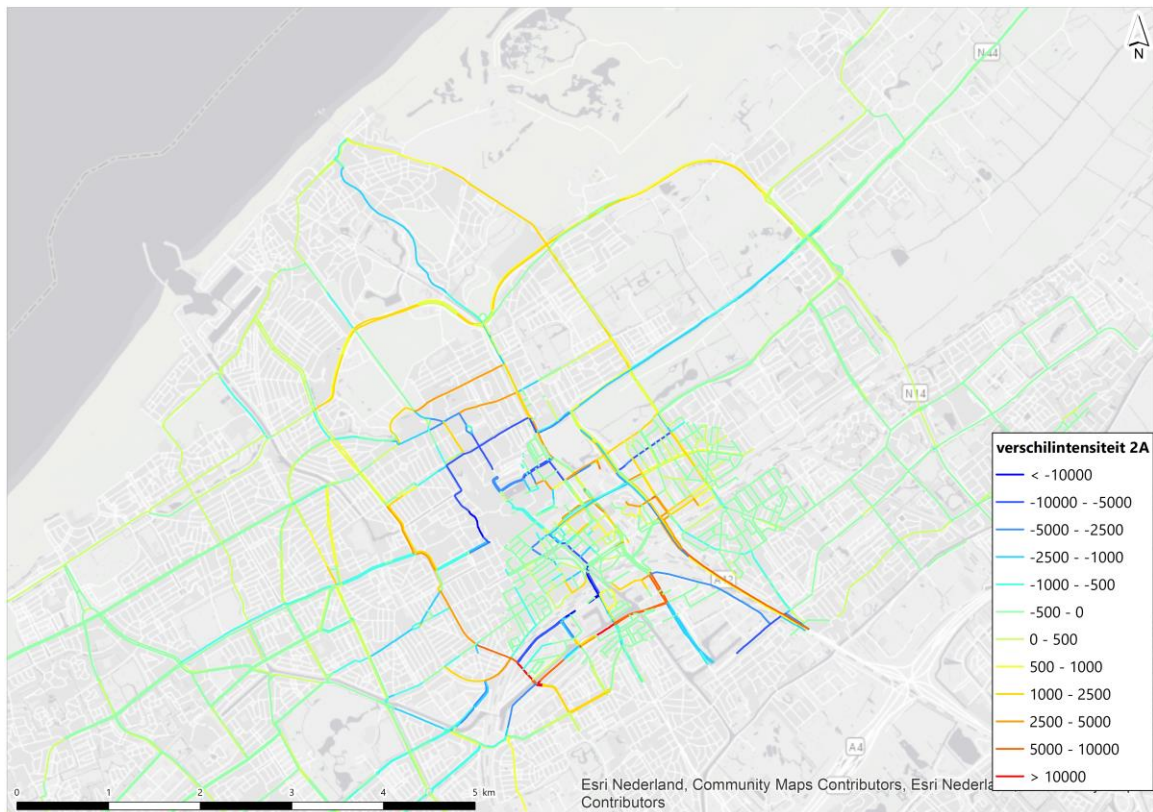 N
N44
N14
A12
A4
verschilintensiteit 2A
< -10000
-10000 - -5000
-5000 - -2500
-2500 - -1000
-1000 - -500
-500 - 0
0 - 500
500 - 1000
1000 - 2500
2500 - 5000
5000 - 10000
> 10000
0 1 2 3 4 5 km
Esri Nederland, Community Maps Contributors, Esri Nederla
Contributors